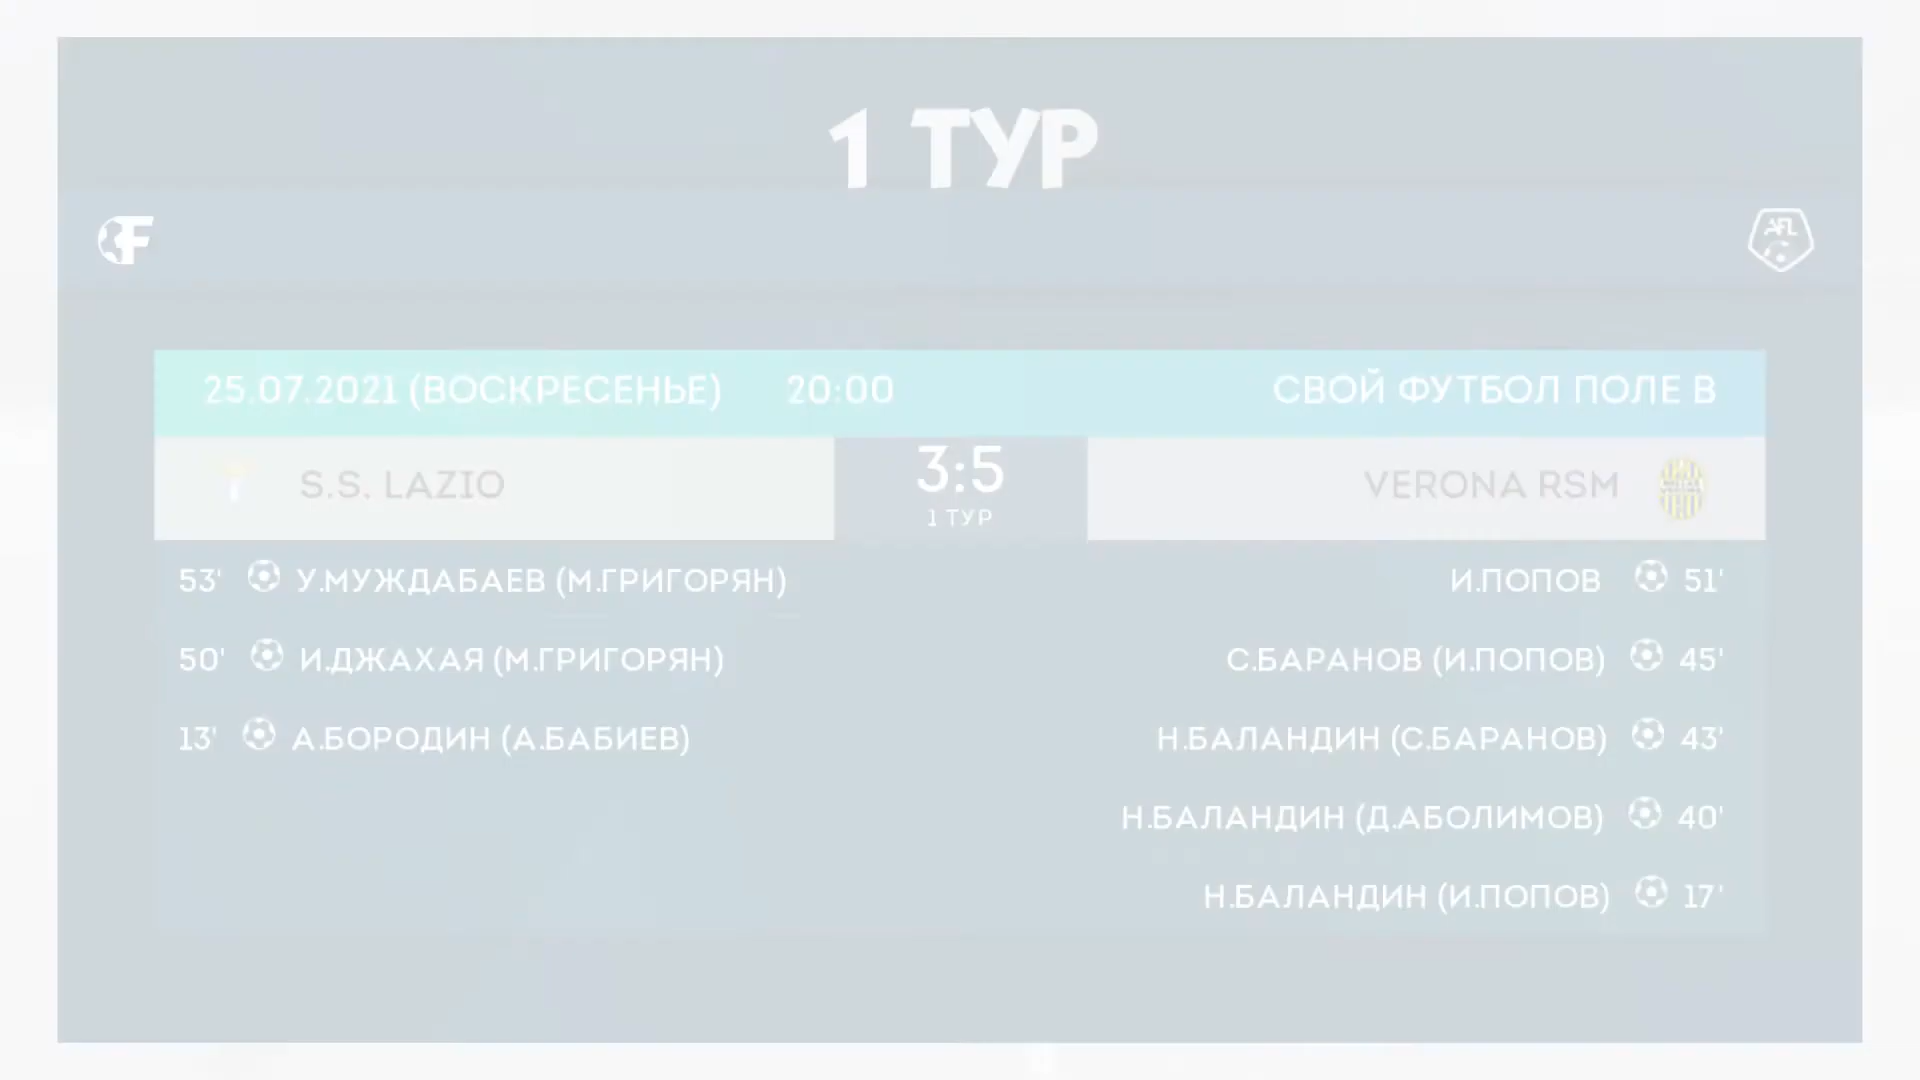 1 ТУР
F
AFL
25.07.2021 (ВОСКРЕСЕНЬЕ) 20:00 СВОЙ ФУТБОЛ ПОЛЕ В
S.S. LAZIO 3:5 VERONA RSM
1 ТУР
53' У.МУЖДАБАЕВ (М.ГРИГОРЯН) И.ПОПОВ 51'
50' И.ДЖАХАЯ (М.ГРИГОРЯН) С.БАРАНОВ (И.ПОПОВ) 45'
13' А.БОРОДИН (А.БАБИЕВ) Н.БАЛАНДИН (С.БАРАНОВ) 43'
Н.БАЛАНДИН (Д.АБОЛИМОВ) 40'
Н.БАЛАНДИН (И.ПОПОВ) 17'